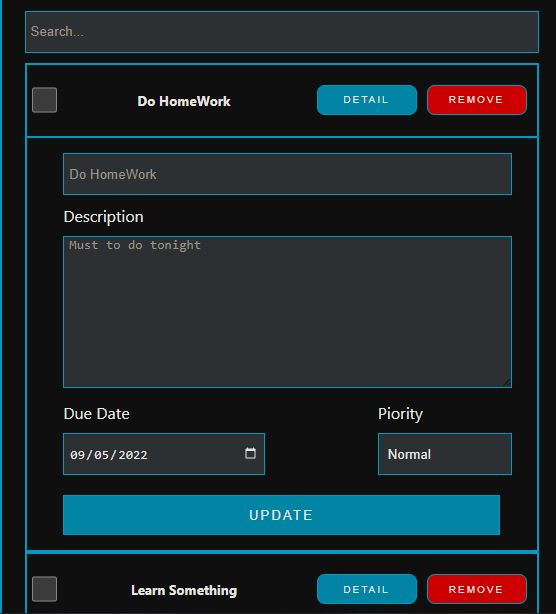 Search...
Do HomeWork DETAIL REMOVE
Do HomeWork
Description
Must to do tonight
Due Date Piority
09/05/2022 Normal
UPDATE
Learn Something DETAIL REMOVE